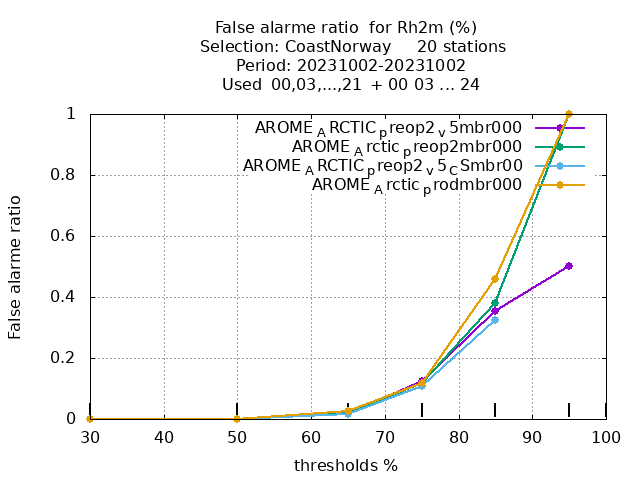 False alarme ratio  for Rh2m (%)
Selection: CoastNorway     20 stations
Period: 20231002-20231002
Used  00,03,...,21  + 00 03 ... 24
1
0.8
0.6
0.4
0.2
0
False alarme ratio
AROME_ARCTIC_preop2_v5mbr000
AROME_Arctic_preop2mbr000
AROME_ARCTIC_preop2_v5_CSmbr00
AROME_Arctic_prodmbr000
30 40 50 60 70 80 90 100
thresholds %